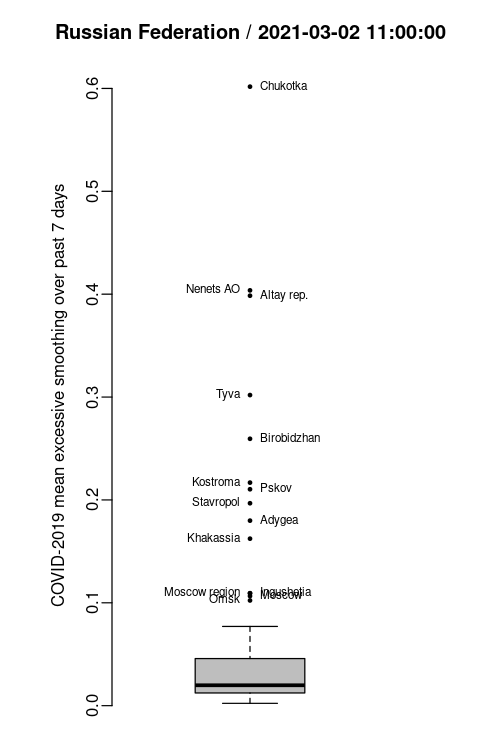 Russian Federation / 2021-03-02 11:00:00
COVID-2019 mean excessive smoothing over past 7 days
0.6
0.5
0.4
0.3
0.2
0.1
0.0
Chukotka
Nenets AO
Altay rep.
Tyva
Birobidzhan
Kostroma
Pskov
Stavropol
Adygea
Khakassia
Moscow region
Ingushetia
Moscow
Omsk